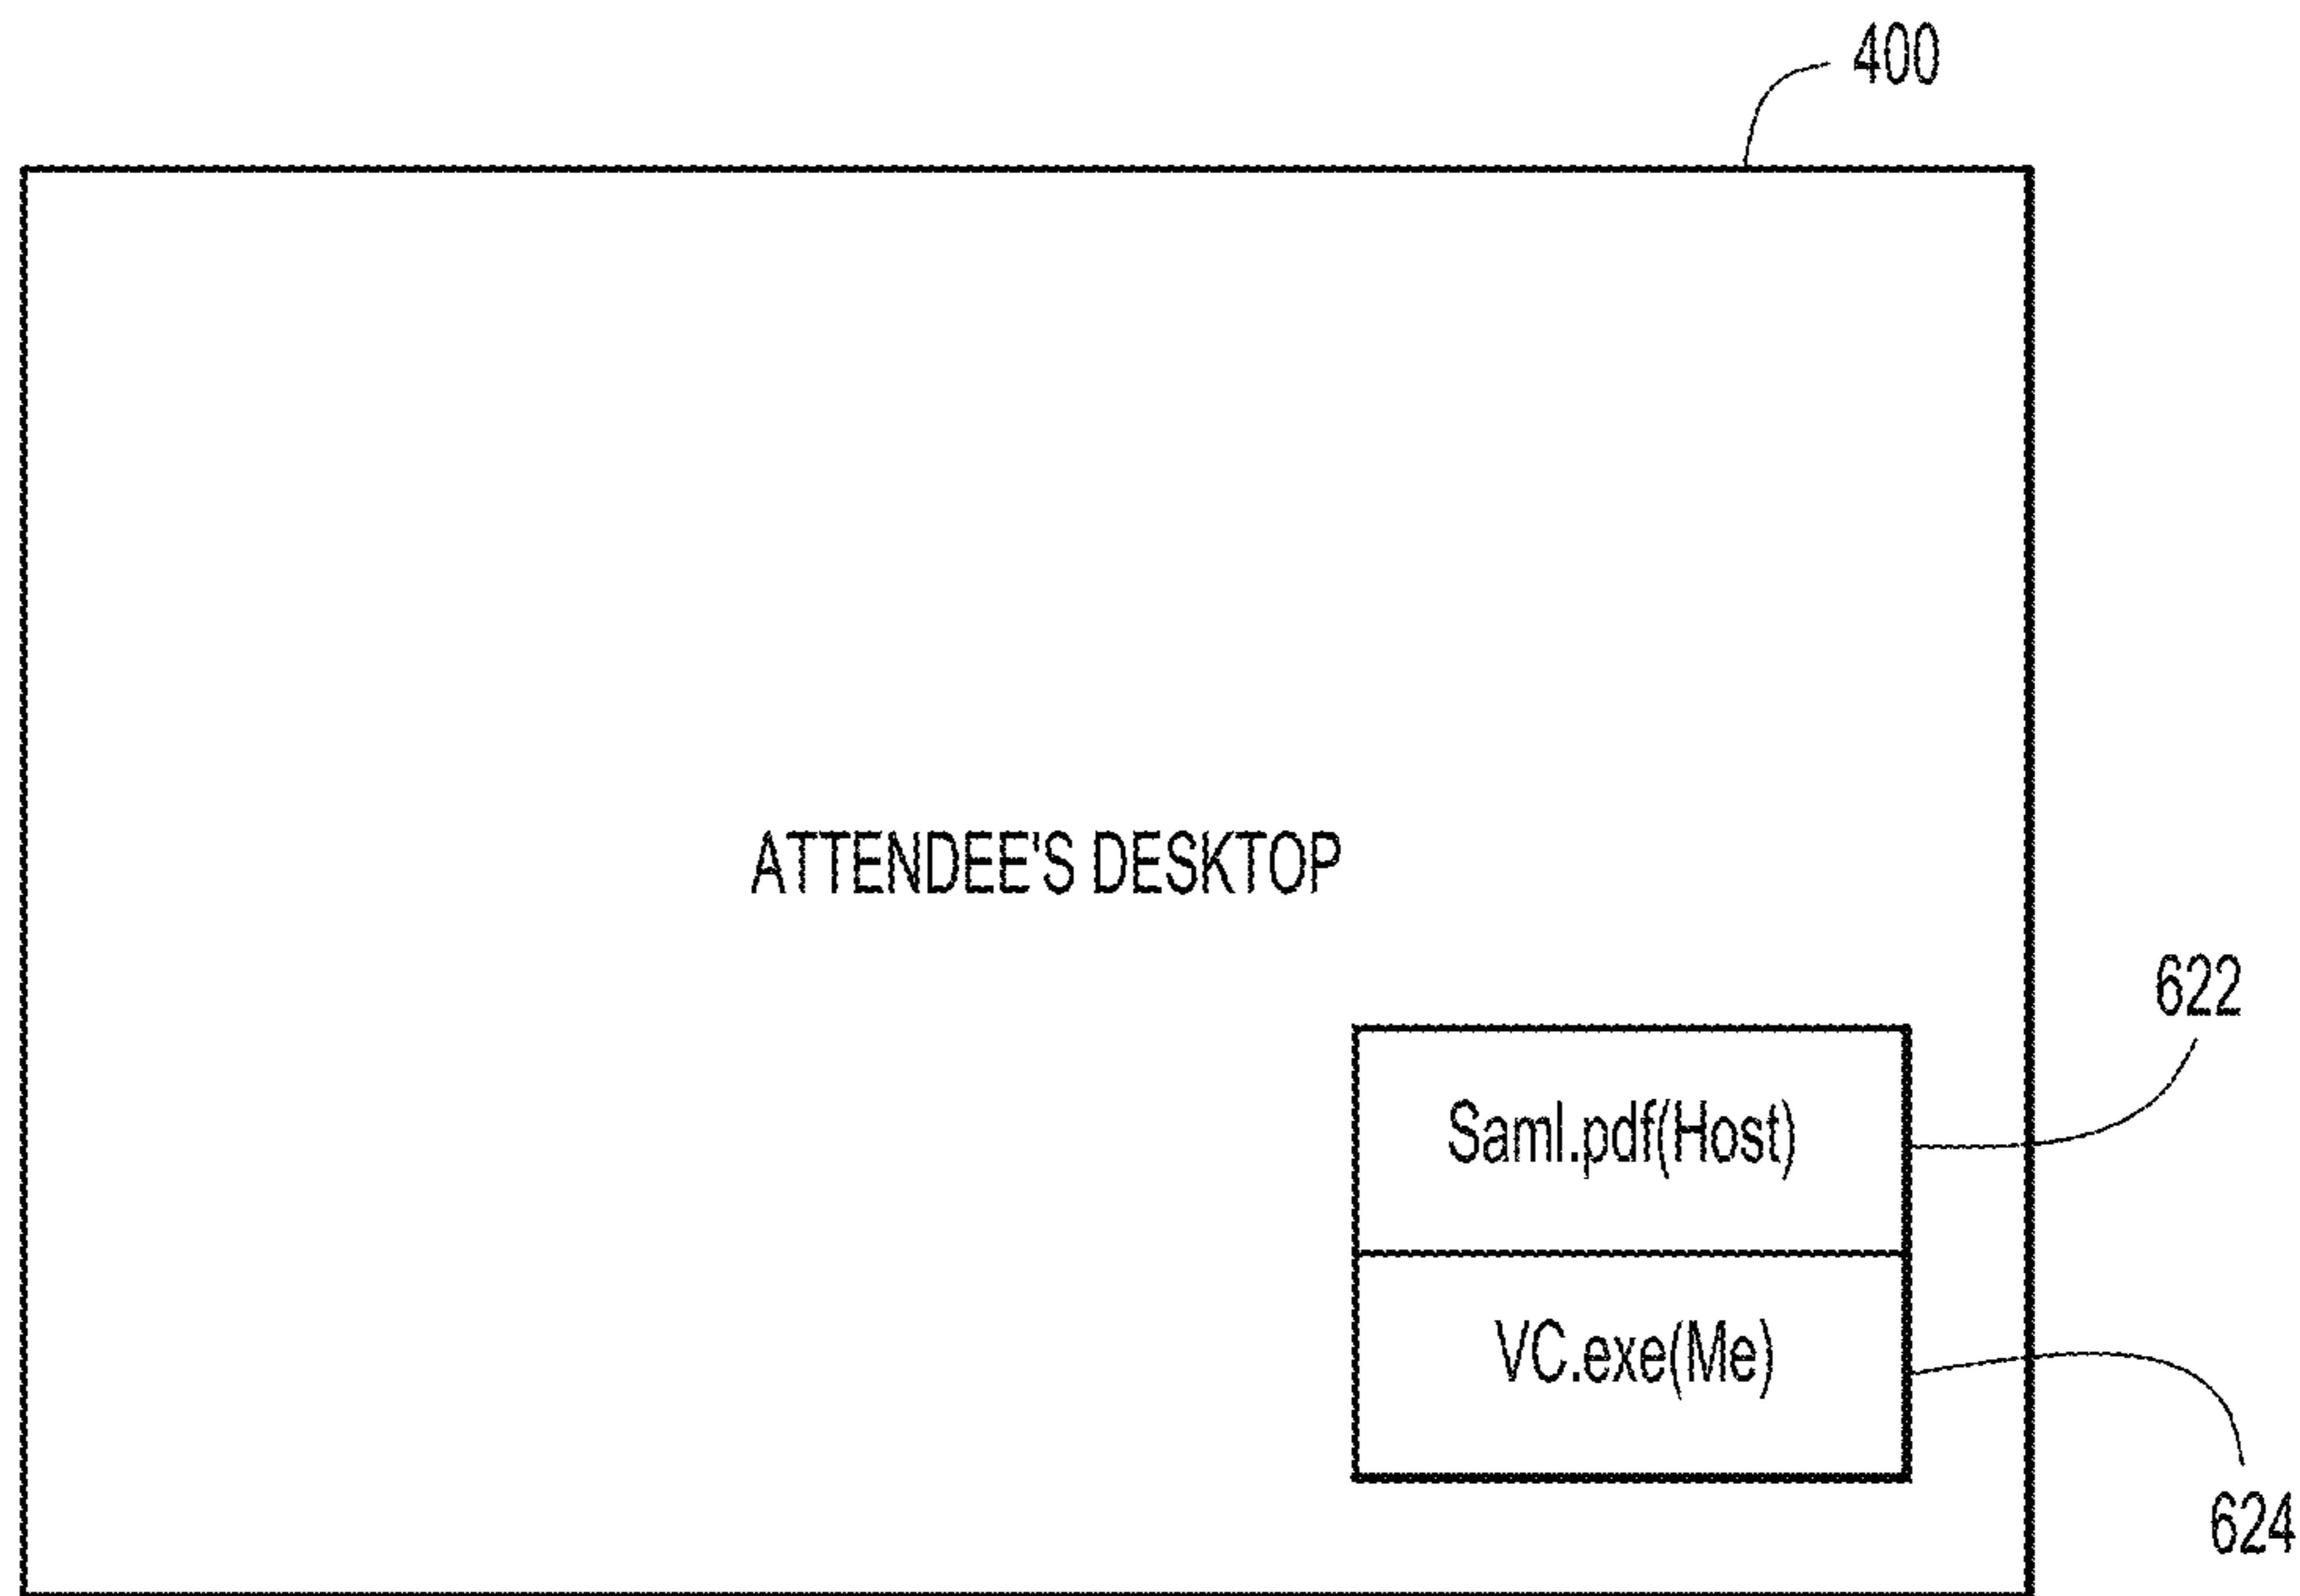 400
ATTENDEE'S DESKTOP
622
Saml.pdf(Host)
VC.exe(Me)
624